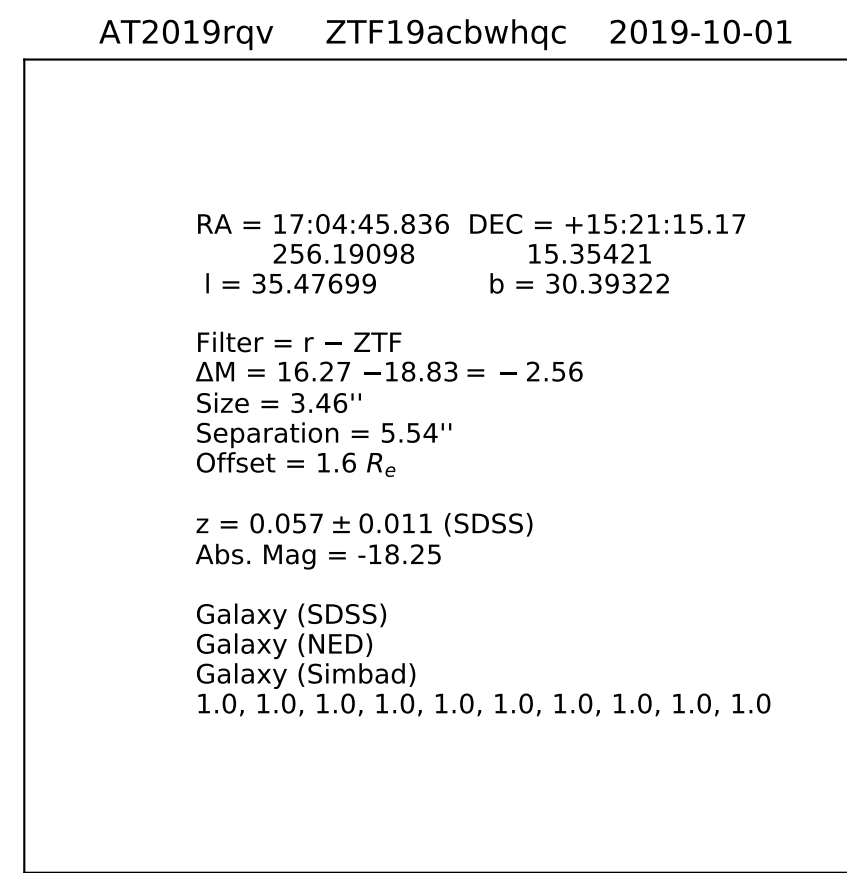 AT2019rqv ZTF19acbwhqc 2019-10-01
RA = 17:04:45.836 DEC = +15:21:15.17
256.19098 15.35421
l = 35.47699 b = 30.39322
Filter = r − ZTF
ΔM = 16.27 −18.83 = − 2.56
Size = 3.46''
Separation = 5.54''
Offset = 1.6 Rₑ
z = 0.057 ± 0.011 (SDSS)
Abs. Mag = -18.25
Galaxy (SDSS)
Galaxy (NED)
Galaxy (Simbad)
1.0, 1.0, 1.0, 1.0, 1.0, 1.0, 1.0, 1.0, 1.0, 1.0